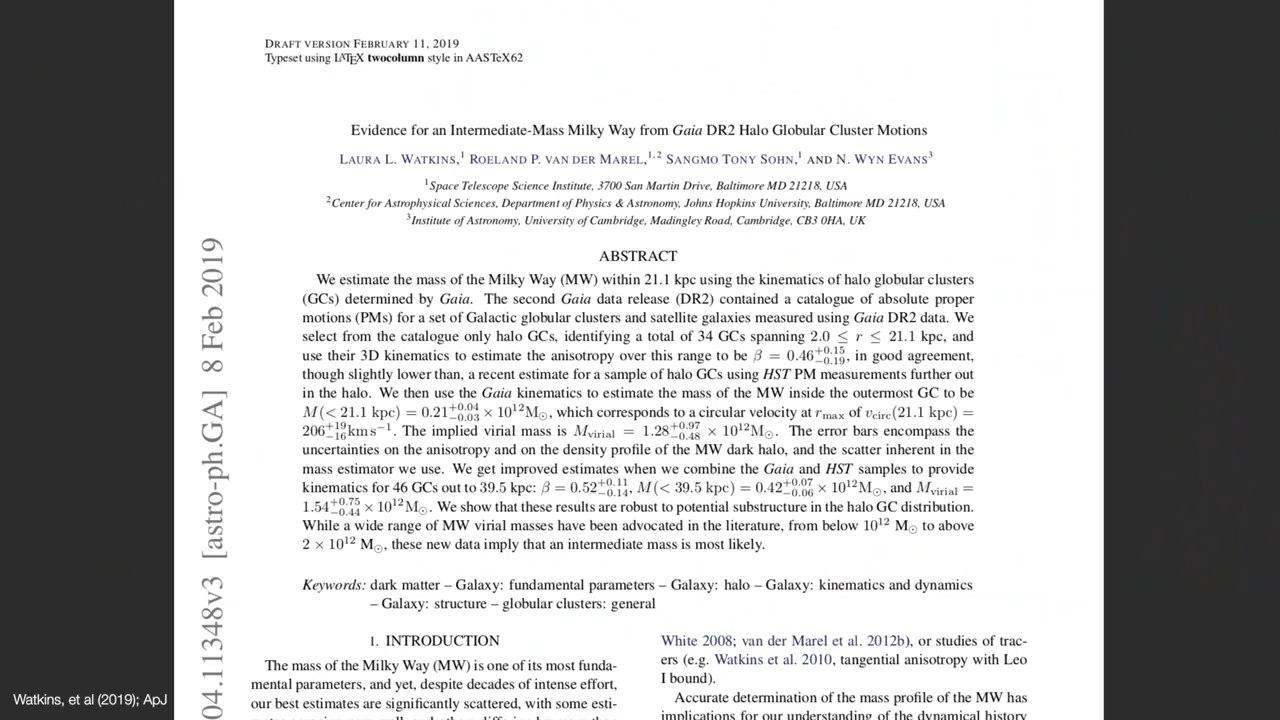 DRAFT VERSION FEBRUARY 11, 2019
Typeset using LATEX twocolumn style in AASTeX62
Evidence for an Intermediate-Mass Milky Way from Gaia DR2 Halo Globular Cluster Motions
LAURA L. WATKINS,¹ ROELAND P. VAN DER MAREL,¹,² SANGMO TONY SOHN,¹ AND N. WYN EVANS³
¹Space Telescope Science Institute, 3700 San Martin Drive, Baltimore MD 21218, USA
²Center for Astrophysical Sciences, Department of Physics & Astronomy, Johns Hopkins University, Baltimore MD 21218, USA
³Institute of Astronomy, University of Cambridge, Madingley Road, Cambridge, CB3 0HA, UK
ABSTRACT
We estimate the mass of the Milky Way (MW) within 21.1 kpc using the kinematics of halo globular clusters
(GCs) determined by Gaia. The second Gaia data release (DR2) contained a catalogue of absolute proper
motions (PMs) for a set of Galactic globular clusters and satellite galaxies measured using Gaia DR2 data. We
select from the catalogue only halo GCs, identifying a total of 34 GCs spanning 2.0 ≤ r ≤ 21.1 kpc, and
use their 3D kinematics to estimate the anisotropy over this range to be β = 0.46+0.15−0.19, in good agreement,
though slightly lower than, a recent estimate for a sample of halo GCs using HST PM measurements further out
in the halo. We then use the Gaia kinematics to estimate the mass of the MW inside the outermost GC to be
M(< 21.1 kpc) = 0.21+0.04−0.03 × 10¹²M⊙, which corresponds to a circular velocity at rmax of vcirc(21.1 kpc) =
206+19−16km s⁻¹. The implied virial mass is Mvirial = 1.28+0.97−0.48 × 10¹²M⊙. The error bars encompass the
uncertainties on the anisotropy and on the density profile of the MW dark halo, and the scatter inherent in the
mass estimator we use. We get improved estimates when we combine the Gaia and HST samples to provide
kinematics for 46 GCs out to 39.5 kpc: β = 0.52+0.11−0.14, M(< 39.5 kpc) = 0.42+0.07−0.06 × 10¹²M⊙, and Mvirial =
1.54+0.75−0.44 × 10¹²M⊙. We show that these results are robust to potential substructure in the halo GC distribution.
While a wide range of MW virial masses have been advocated in the literature, from below 10¹² M⊙ to above
2 × 10¹² M⊙, these new data imply that an intermediate mass is most likely.
Keywords: dark matter – Galaxy: fundamental parameters – Galaxy: halo – Galaxy: kinematics and dynamics
– Galaxy: structure – globular clusters: general
1. INTRODUCTION
The mass of the Milky Way (MW) is one of its most funda-
mental parameters, and yet, despite decades of intense effort,
our best estimates are significantly scattered, with some esti-
White 2008; van der Marel et al. 2012b), or studies of trac-
ers (e.g. Watkins et al. 2010, tangential anisotropy with Leo
I bound).
Accurate determination of the mass profile of the MW has
implications for our understanding of the dynamical history
04.11348v3 [astro-ph.GA] 8 Feb 2019
Watkins, et al (2019); ApJ